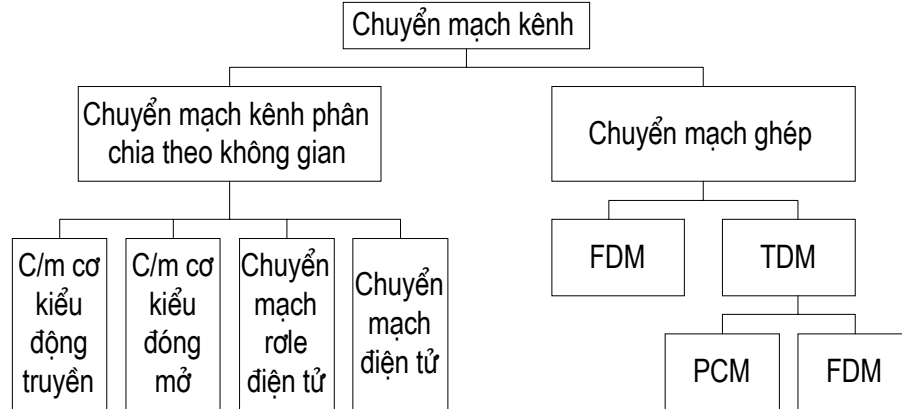 Chuyển mạch kênh
Chuyển mạch kênh phân
chia theo không gian
Chuyển mạch ghép
C/m cơ
kiểu
động
truyền
C/m cơ
kiểu
đóng
mở
Chuyển
mạch
rơle
điện tử
Chuyển
mạch
điện tử
FDM
TDM
PCM
FDM